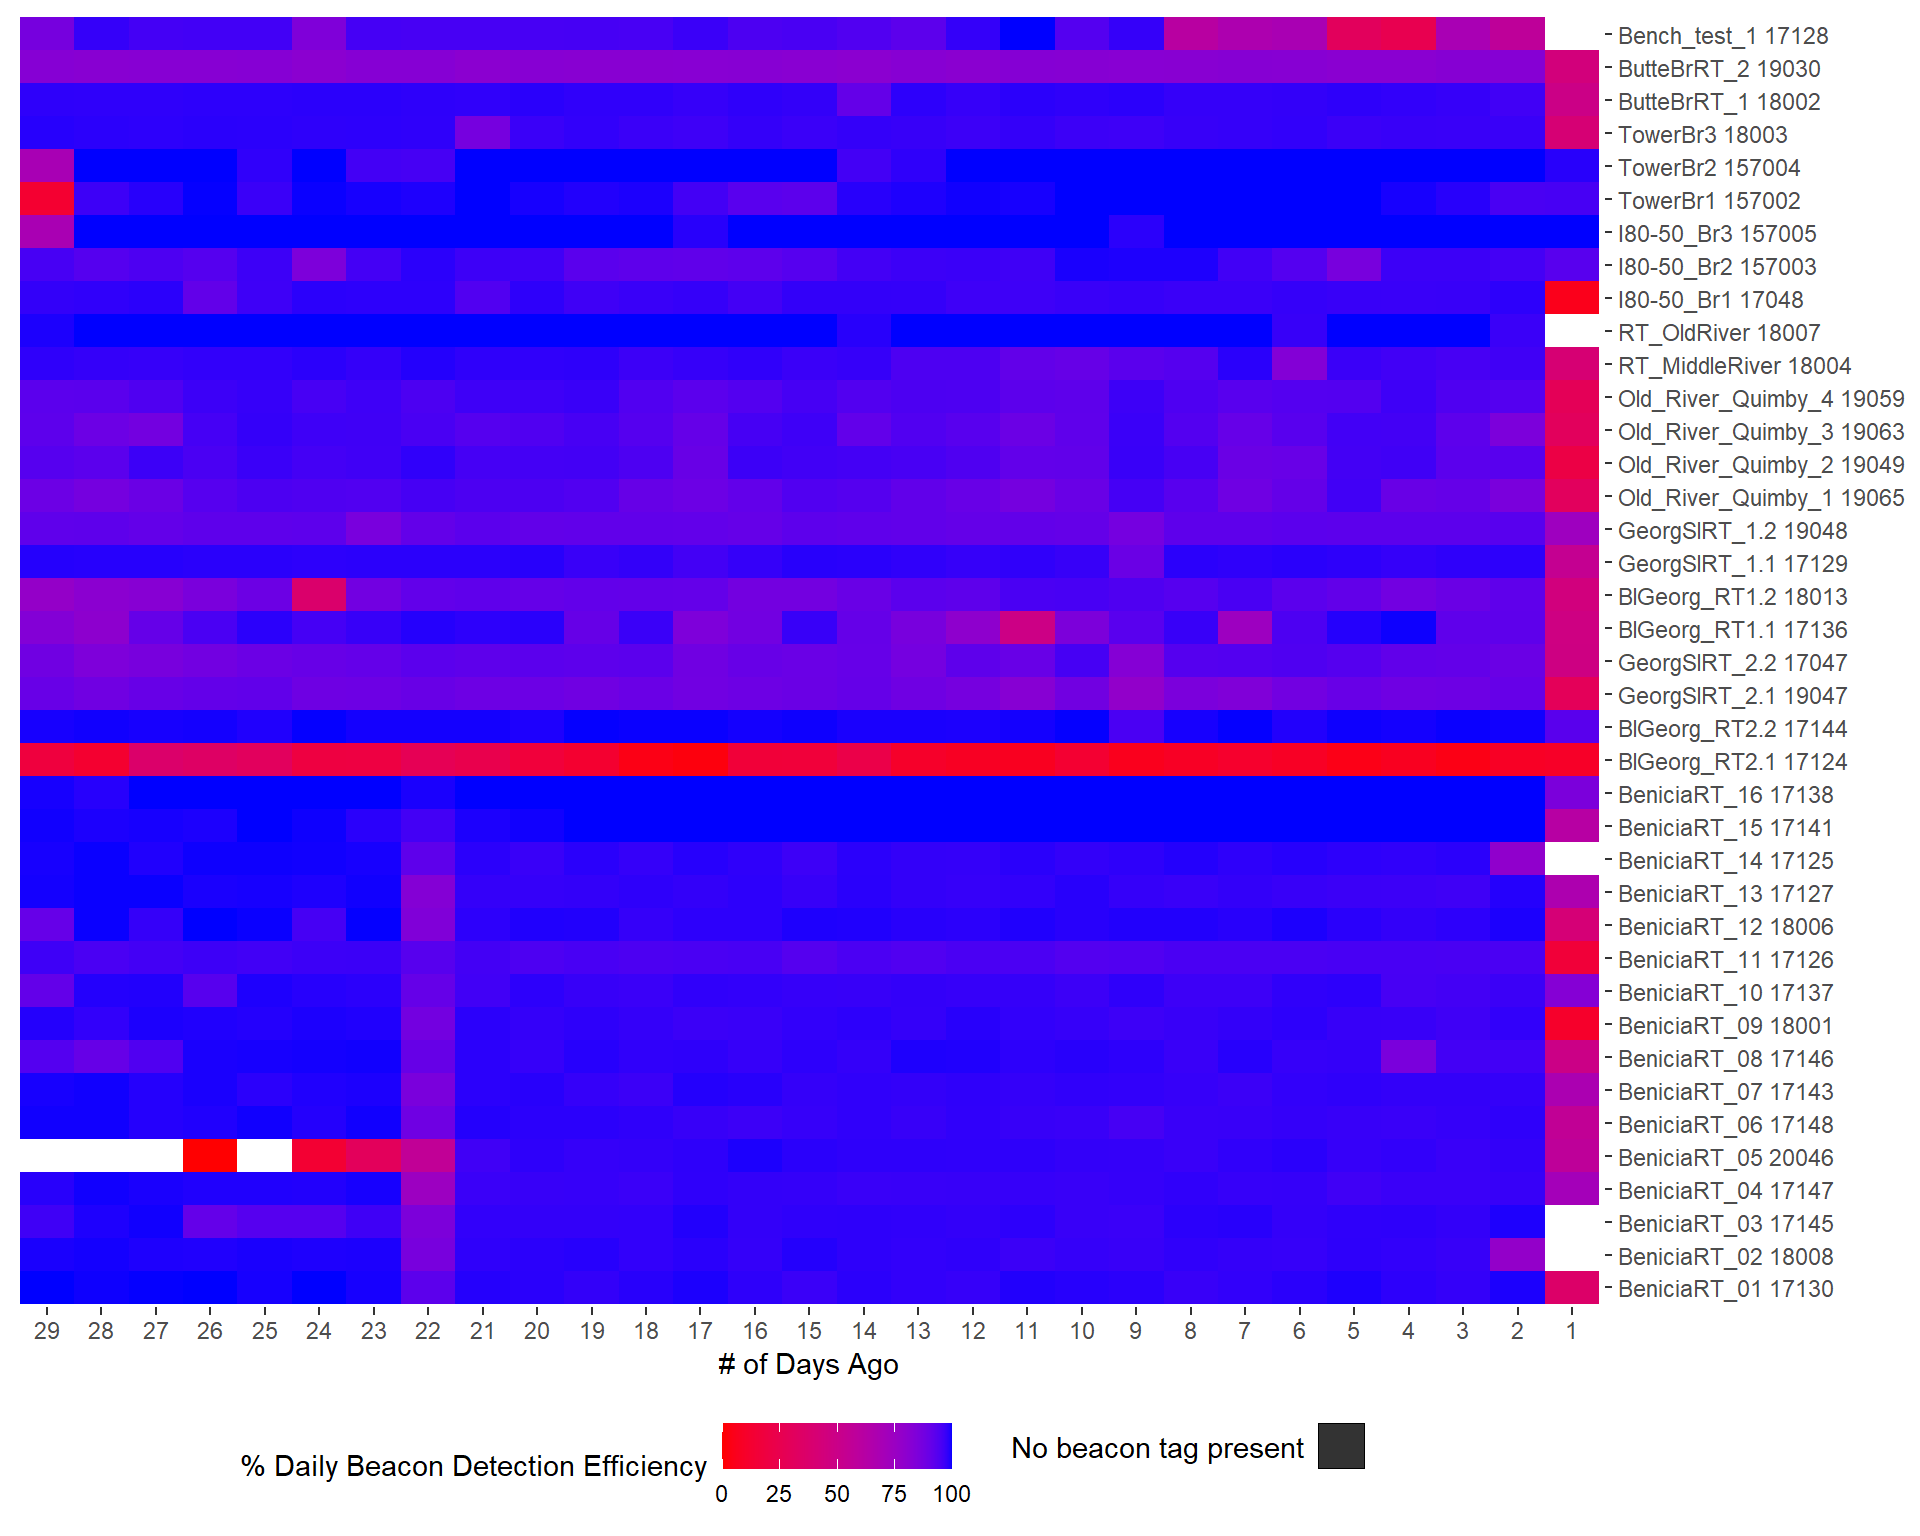 Bench_test_1 17128
ButteBrRT_2 19030
ButteBrRT_1 18002
TowerBr3 18003
TowerBr2 157004
TowerBr1 157002
I80-50_Br3 157005
I80-50_Br2 157003
I80-50_Br1 17048
RT_OldRiver 18007
RT_MiddleRiver 18004
Old_River_Quimby_4 19059
Old_River_Quimby_3 19063
Old_River_Quimby_2 19049
Old_River_Quimby_1 19065
GeorgSlRT_1.2 19048
GeorgSlRT_1.1 17129
BlGeorg_RT1.2 18013
BlGeorg_RT1.1 17136
GeorgSlRT_2.2 17047
GeorgSlRT_2.1 19047
BlGeorg_RT2.2 17144
BlGeorg_RT2.1 17124
BeniciaRT_16 17138
BeniciaRT_15 17141
BeniciaRT_14 17125
BeniciaRT_13 17127
BeniciaRT_12 18006
BeniciaRT_11 17126
BeniciaRT_10 17137
BeniciaRT_09 18001
BeniciaRT_08 17146
BeniciaRT_07 17143
BeniciaRT_06 17148
BeniciaRT_05 20046
BeniciaRT_04 17147
BeniciaRT_03 17145
BeniciaRT_02 18008
BeniciaRT_01 17130
29 28 27 26 25 24 23 22 21 20 19 18 17 16 15 14 13 12 11 10 9 8 7 6 5 4 3 2 1
# of Days Ago
% Daily Beacon Detection Efficiency
0 25 50 75 100
No beacon tag present